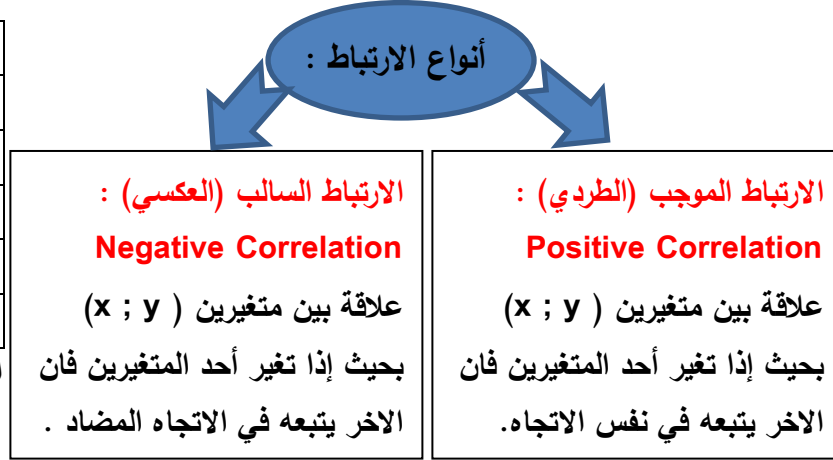 أنواع الارتباط :
الارتباط الموجب (الطردي) :
Positive Correlation
علاقة بين متغيرين ( x ; y)
بحيث إذا تغير أحد المتغيرين فان
الاخر يتبعه في نفس الاتجاه.
الارتباط السالب (العكسي) :
Negative Correlation
علاقة بين متغيرين ( x ; y)
بحيث إذا تغير أحد المتغيرين فان
الاخر يتبعه في الاتجاه المضاد .